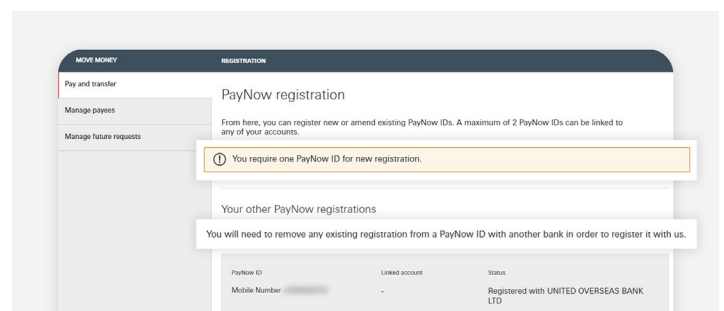 MOVE MONEY
REGISTRATION
Pay and transfer
Manage payees
Manage future requests
PayNow registration
From here, you can register new or amend existing PayNow IDs. A maximum of 2 PayNow IDs can be linked to
any of your accounts.
You require one PayNow ID for new registration.
Your other PayNow registrations
You will need to remove any existing registration from a PayNow ID with another bank in order to register it with us.
PayNow ID
Linked account
Status
Mobile Number
-
Registered with UNITED OVERSEAS BANK
LTD